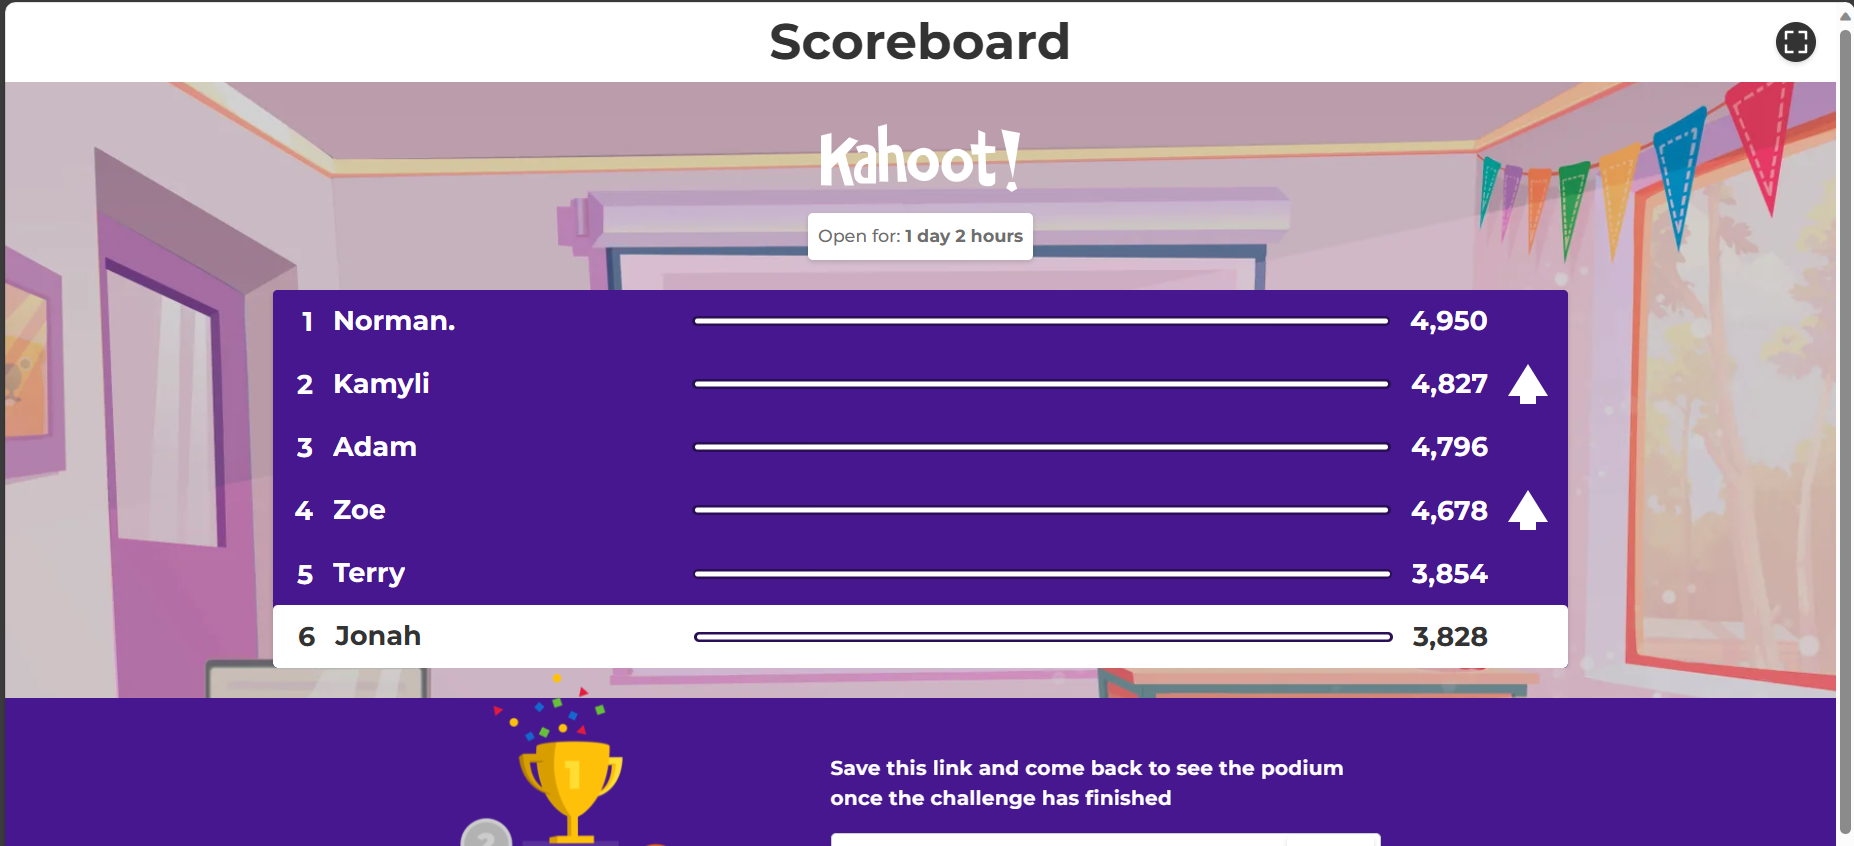 Scoreboard
Kahoot!
Open for: 1 day 2 hours
1 Norman. 4,950
2 Kamyli 4,827
3 Adam 4,796
4 Zoe 4,678
5 Terry 3,854
6 Jonah 3,828
1
Save this link and come back to see the podium
once the challenge has finished
2